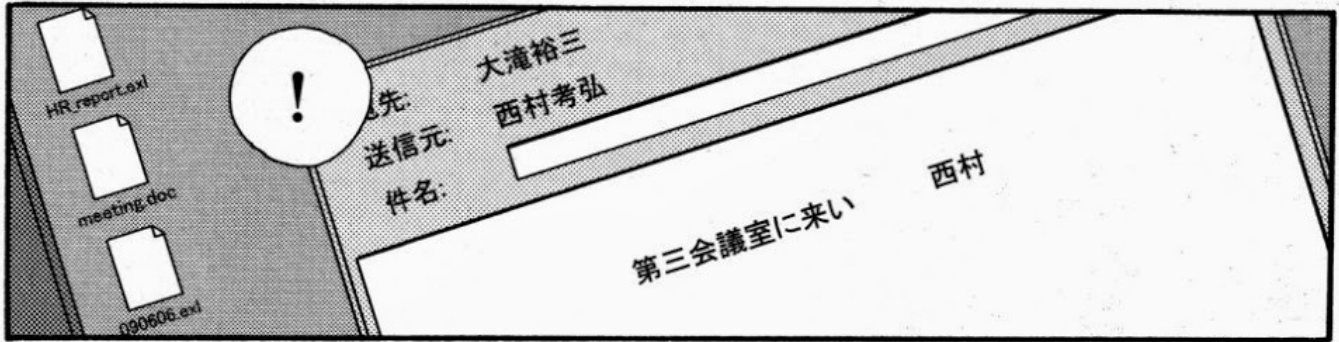 HR_report.exl
meeting.doc
090606.exl
!
先: 大滝裕三
送信元: 西村考弘
件名:
第三会議室に来い 西村